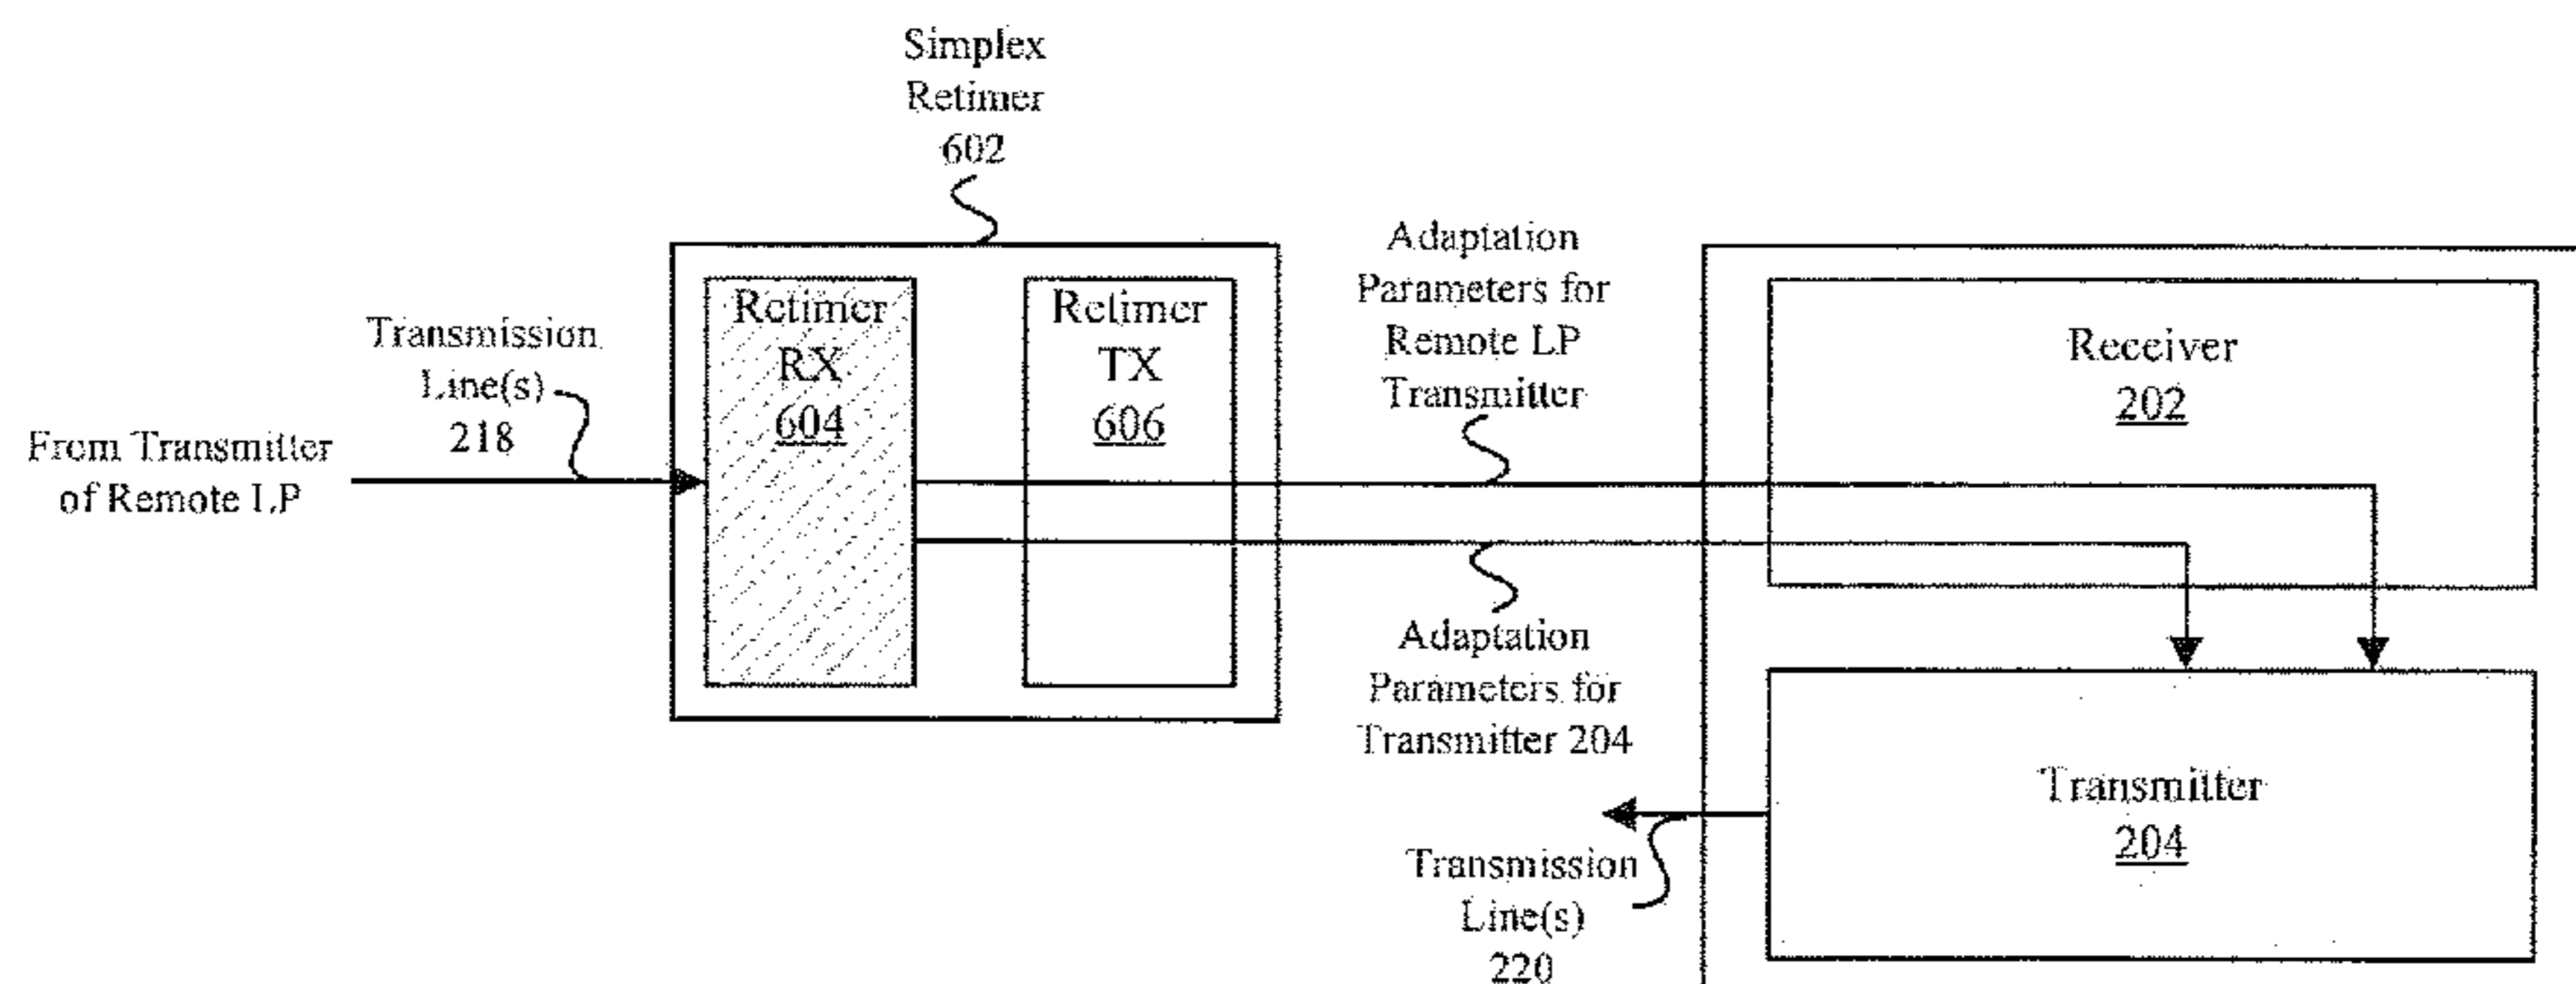 Simplex
Retimer
602
Retimer
RX
604
Retimer
TX
606
Transmission
Line(s)
218
From Transmitter
of Remote LP
Adaptation
Parameters for
Remote LP
Transmitter
Receiver
202
Adaptation
Parameters for
Transmitter 204
Transmitter
204
Transmission
Line(s)
220